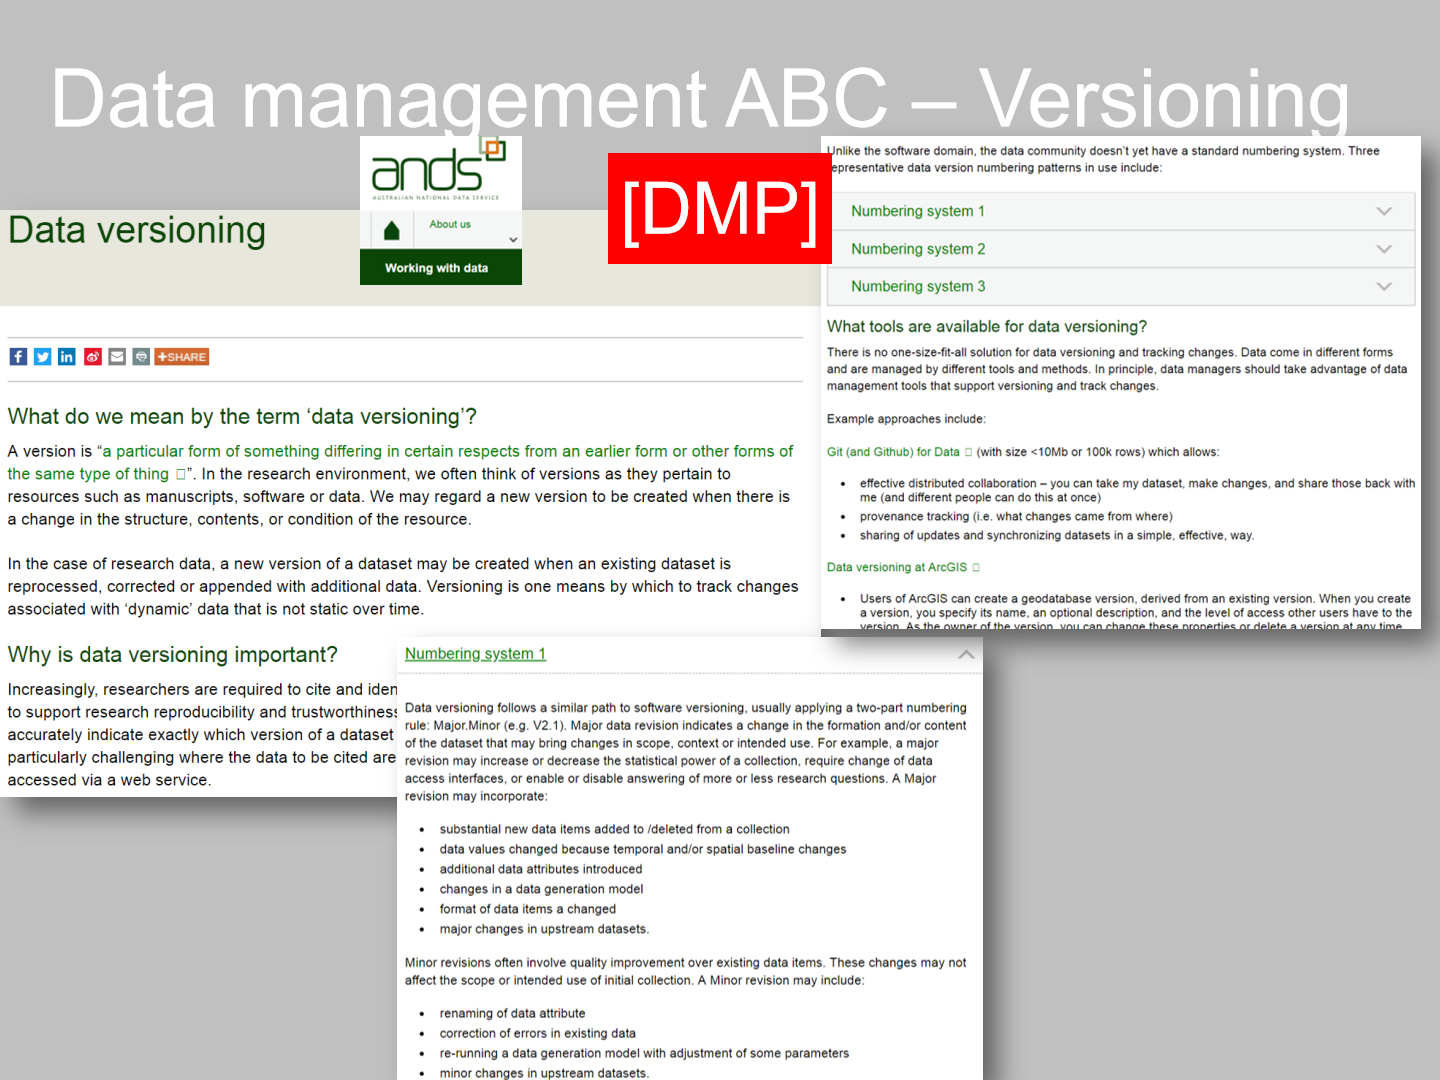 Data management ABC – Versioning
ands
AUSTRALIAN NATIONAL DATA SERVICE
About us
Working with data
[DMP]
Data versioning
+SHARE
What do we mean by the term ‘data versioning’?
A version is “a particular form of something differing in certain respects from an earlier form or other forms of
the same type of thing ”. In the research environment, we often think of versions as they pertain to
resources such as manuscripts, software or data. We may regard a new version to be created when there is
a change in the structure, contents, or condition of the resource.
In the case of research data, a new version of a dataset may be created when an existing dataset is
reprocessed, corrected or appended with additional data. Versioning is one means by which to track changes
associated with ‘dynamic’ data that is not static over time.
Why is data versioning important?
Increasingly, researchers are required to cite and iden
to support research reproducibility and trustworthiness
accurately indicate exactly which version of a dataset
particularly challenging where the data to be cited are
accessed via a web service.
Unlike the software domain, the data community doesn’t yet have a standard numbering system. Three
epresentative data version numbering patterns in use include:
Numbering system 1
Numbering system 2
Numbering system 3
What tools are available for data versioning?
There is no one-size-fit-all solution for data versioning and tracking changes. Data come in different forms
and are managed by different tools and methods. In principle, data managers should take advantage of data
management tools that support versioning and track changes.
Example approaches include:
Git (and Github) for Data (with size <10Mb or 100k rows) which allows:
• effective distributed collaboration – you can take my dataset, make changes, and share those back with
me (and different people can do this at once)
• provenance tracking (i.e. what changes came from where)
• sharing of updates and synchronizing datasets in a simple, effective, way.
Data versioning at ArcGIS
• Users of ArcGIS can create a geodatabase version, derived from an existing version. When you create
a version, you specify its name, an optional description, and the level of access other users have to the
version. As the owner of the version, you can change these properties or delete a version at any time
Numbering system 1
Data versioning follows a similar path to software versioning, usually applying a two-part numbering
rule: Major.Minor (e.g. V2.1). Major data revision indicates a change in the formation and/or content
of the dataset that may bring changes in scope, context or intended use. For example, a major
revision may increase or decrease the statistical power of a collection, require change of data
access interfaces, or enable or disable answering of more or less research questions. A Major
revision may incorporate:
• substantial new data items added to /deleted from a collection
• data values changed because temporal and/or spatial baseline changes
• additional data attributes introduced
• changes in a data generation model
• format of data items a changed
• major changes in upstream datasets.
Minor revisions often involve quality improvement over existing data items. These changes may not
affect the scope or intended use of initial collection. A Minor revision may include:
• renaming of data attribute
• correction of errors in existing data
• re-running a data generation model with adjustment of some parameters
• minor changes in upstream datasets.